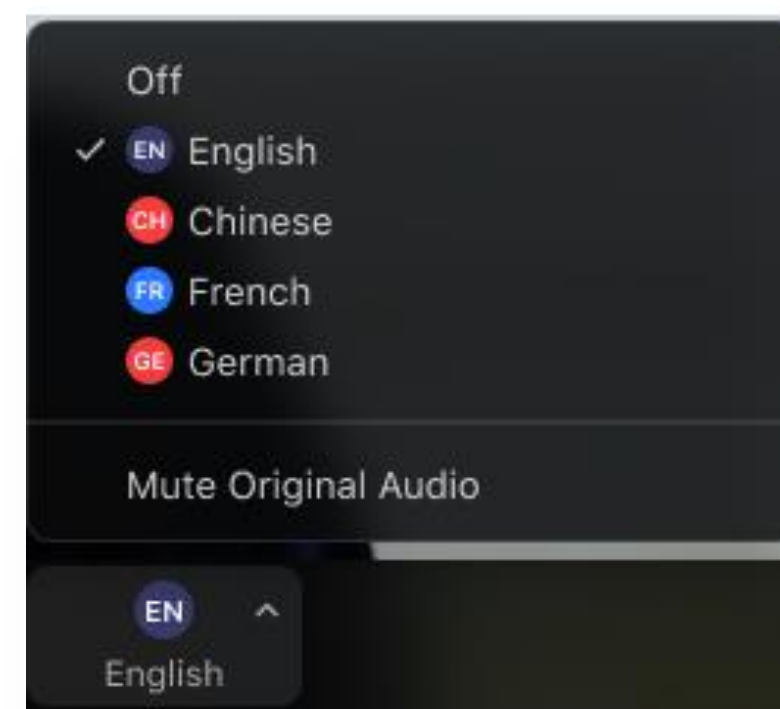 Off
EN English
CH Chinese
FR French
GE German
Mute Original Audio
EN
English